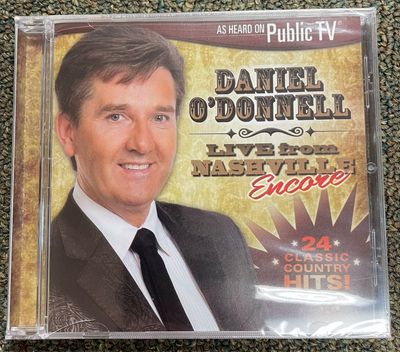 AS HEARD ON Public TV
DANIEL
O'DONNELL
LIVE from
NASHVILLE
Encore
24
CLASSIC
COUNTRY
HITS!